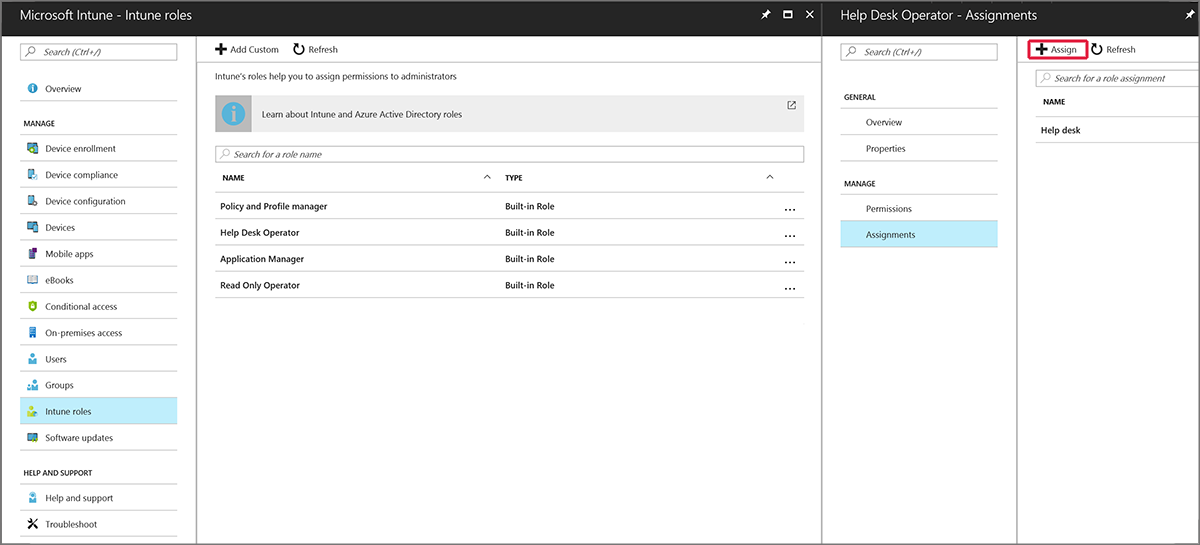 Microsoft Intune - Intune roles
Search (Ctrl+/)
Overview
MANAGE
Device enrollment
Device compliance
Device configuration
Devices
Mobile apps
eBooks
Conditional access
On-premises access
Users
Groups
Intune roles
Software updates
HELP AND SUPPORT
Help and support
Troubleshoot
Add Custom Refresh
Intune's roles help you to assign permissions to administrators
Learn about Intune and Azure Active Directory roles
Search for a role name
NAME TYPE
Policy and Profile manager Built-in Role ...
Help Desk Operator Built-in Role ...
Application Manager Built-in Role ...
Read Only Operator Built-in Role ...
Help Desk Operator - Assignments
Search (Ctrl+/)
GENERAL
Overview
Properties
MANAGE
Permissions
Assignments
Assign Refresh
Search for a role assignment
NAME
Help desk